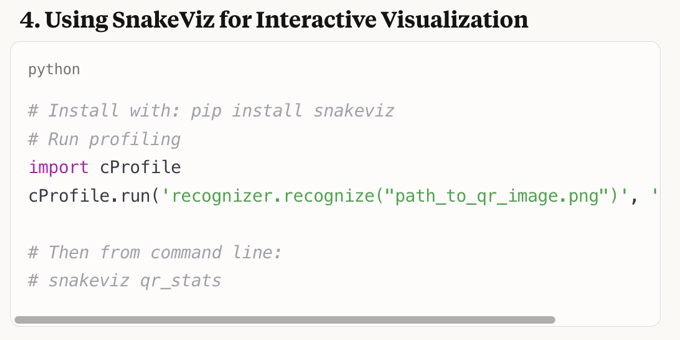 4. Using SnakeViz for Interactive Visualization
python
# Install with: pip install snakeviz
# Run profiling
import cProfile
cProfile.run('recognizer.recognize("path_to_qr_image.png")', '
# Then from command line:
# snakeviz qr_stats